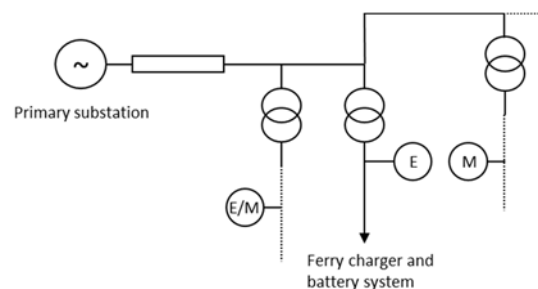 ~
Primary substation
E
M
E/M
Ferry charger and
battery system